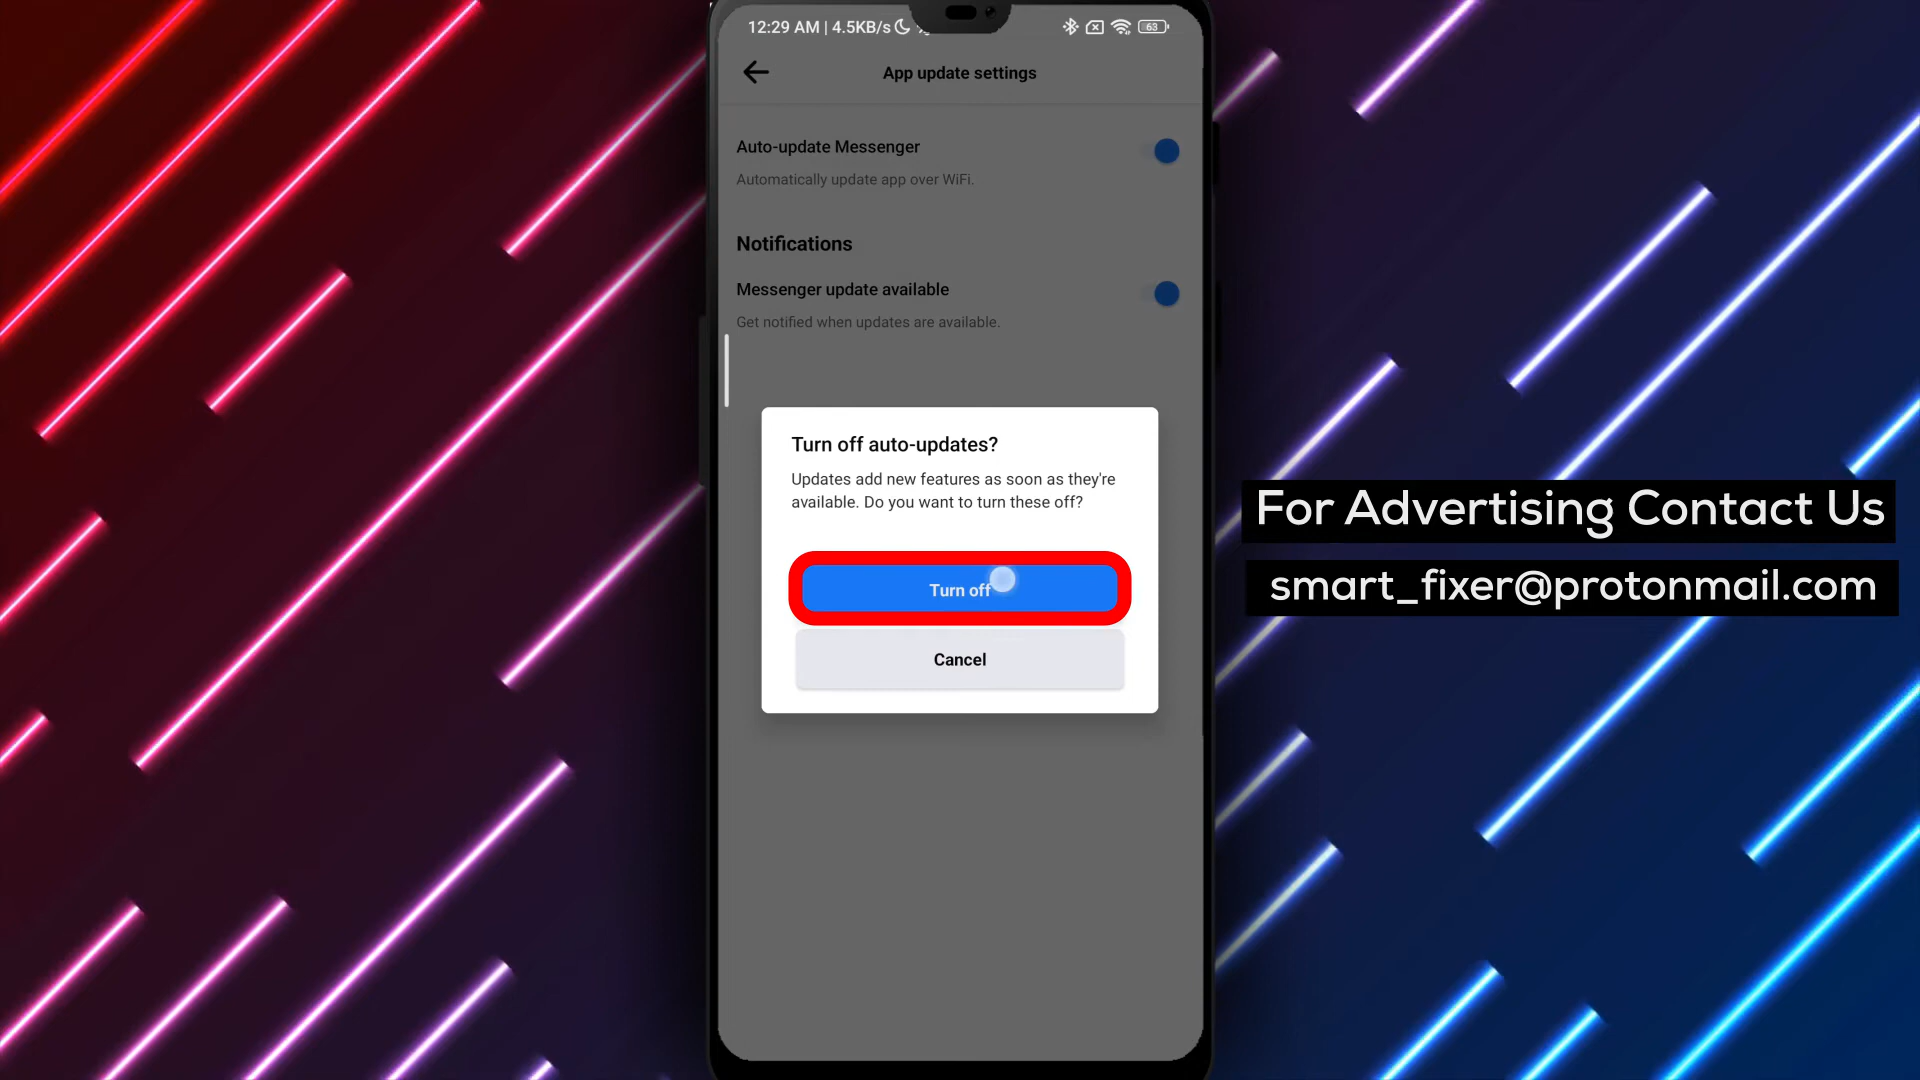 12:29 AM | 4.5KB/s
63
App update settings
Auto-update Messenger
Automatically update app over WiFi.
Notifications
Messenger update available
Get notified when updates are available.
Turn off auto-updates?
Updates add new features as soon as they're
available. Do you want to turn these off?
Turn off
Cancel
For Advertising Contact Us
smart_fixer@protonmail.com